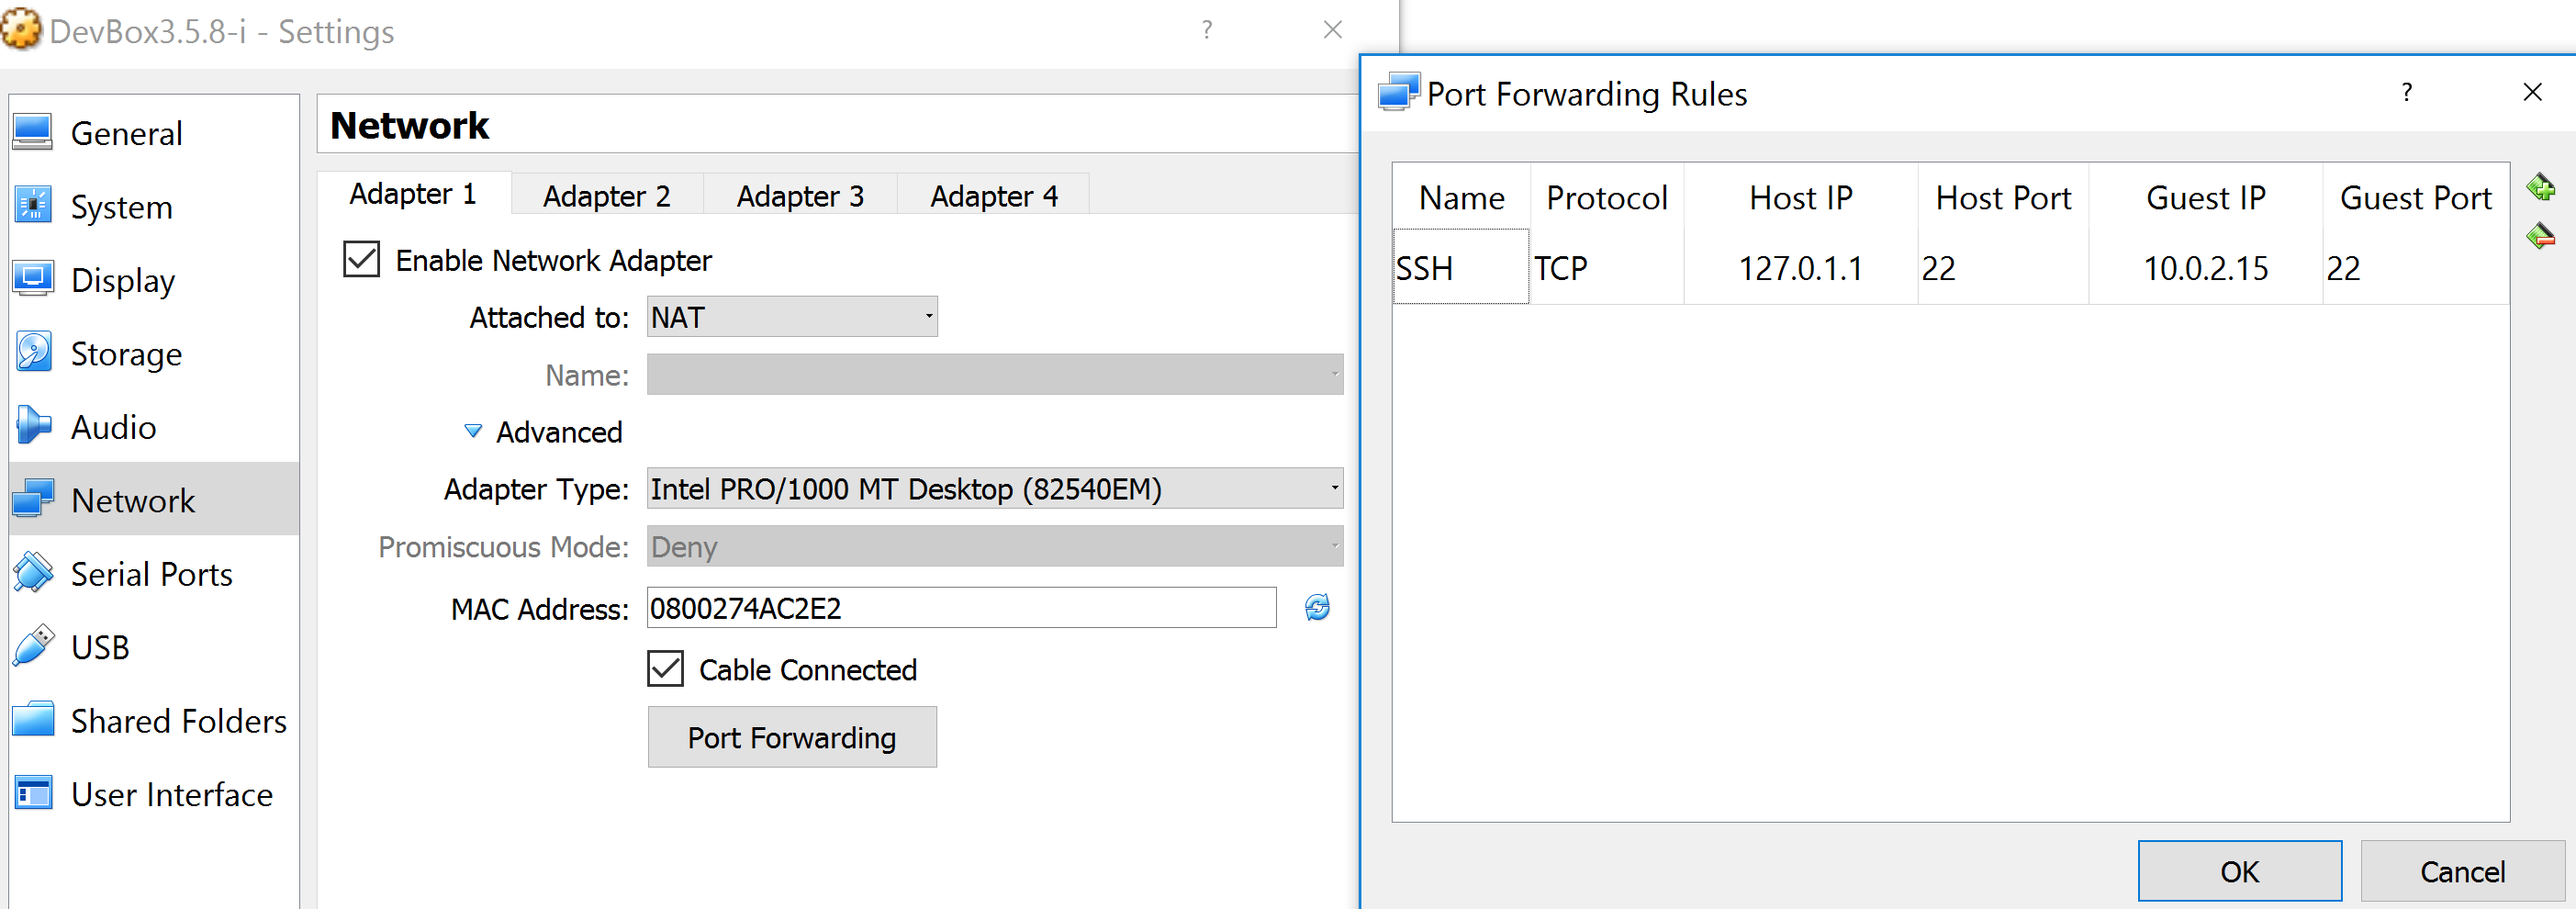 DevBox3.5.8-i - Settings
?
General
System
Display
Storage
Audio
Network
Serial Ports
USB
Shared Folders
User Interface
Network
Adapter 1 Adapter 2 Adapter 3 Adapter 4
Enable Network Adapter
Attached to: NAT
Name:
Advanced
Adapter Type: Intel PRO/1000 MT Desktop (82540EM)
Promiscuous Mode: Deny
MAC Address: 0800274AC2E2
Cable Connected
Port Forwarding
Port Forwarding Rules
?
Name Protocol Host IP Host Port Guest IP Guest Port
SSH TCP 127.0.1.1 22 10.0.2.15 22
OK Cancel